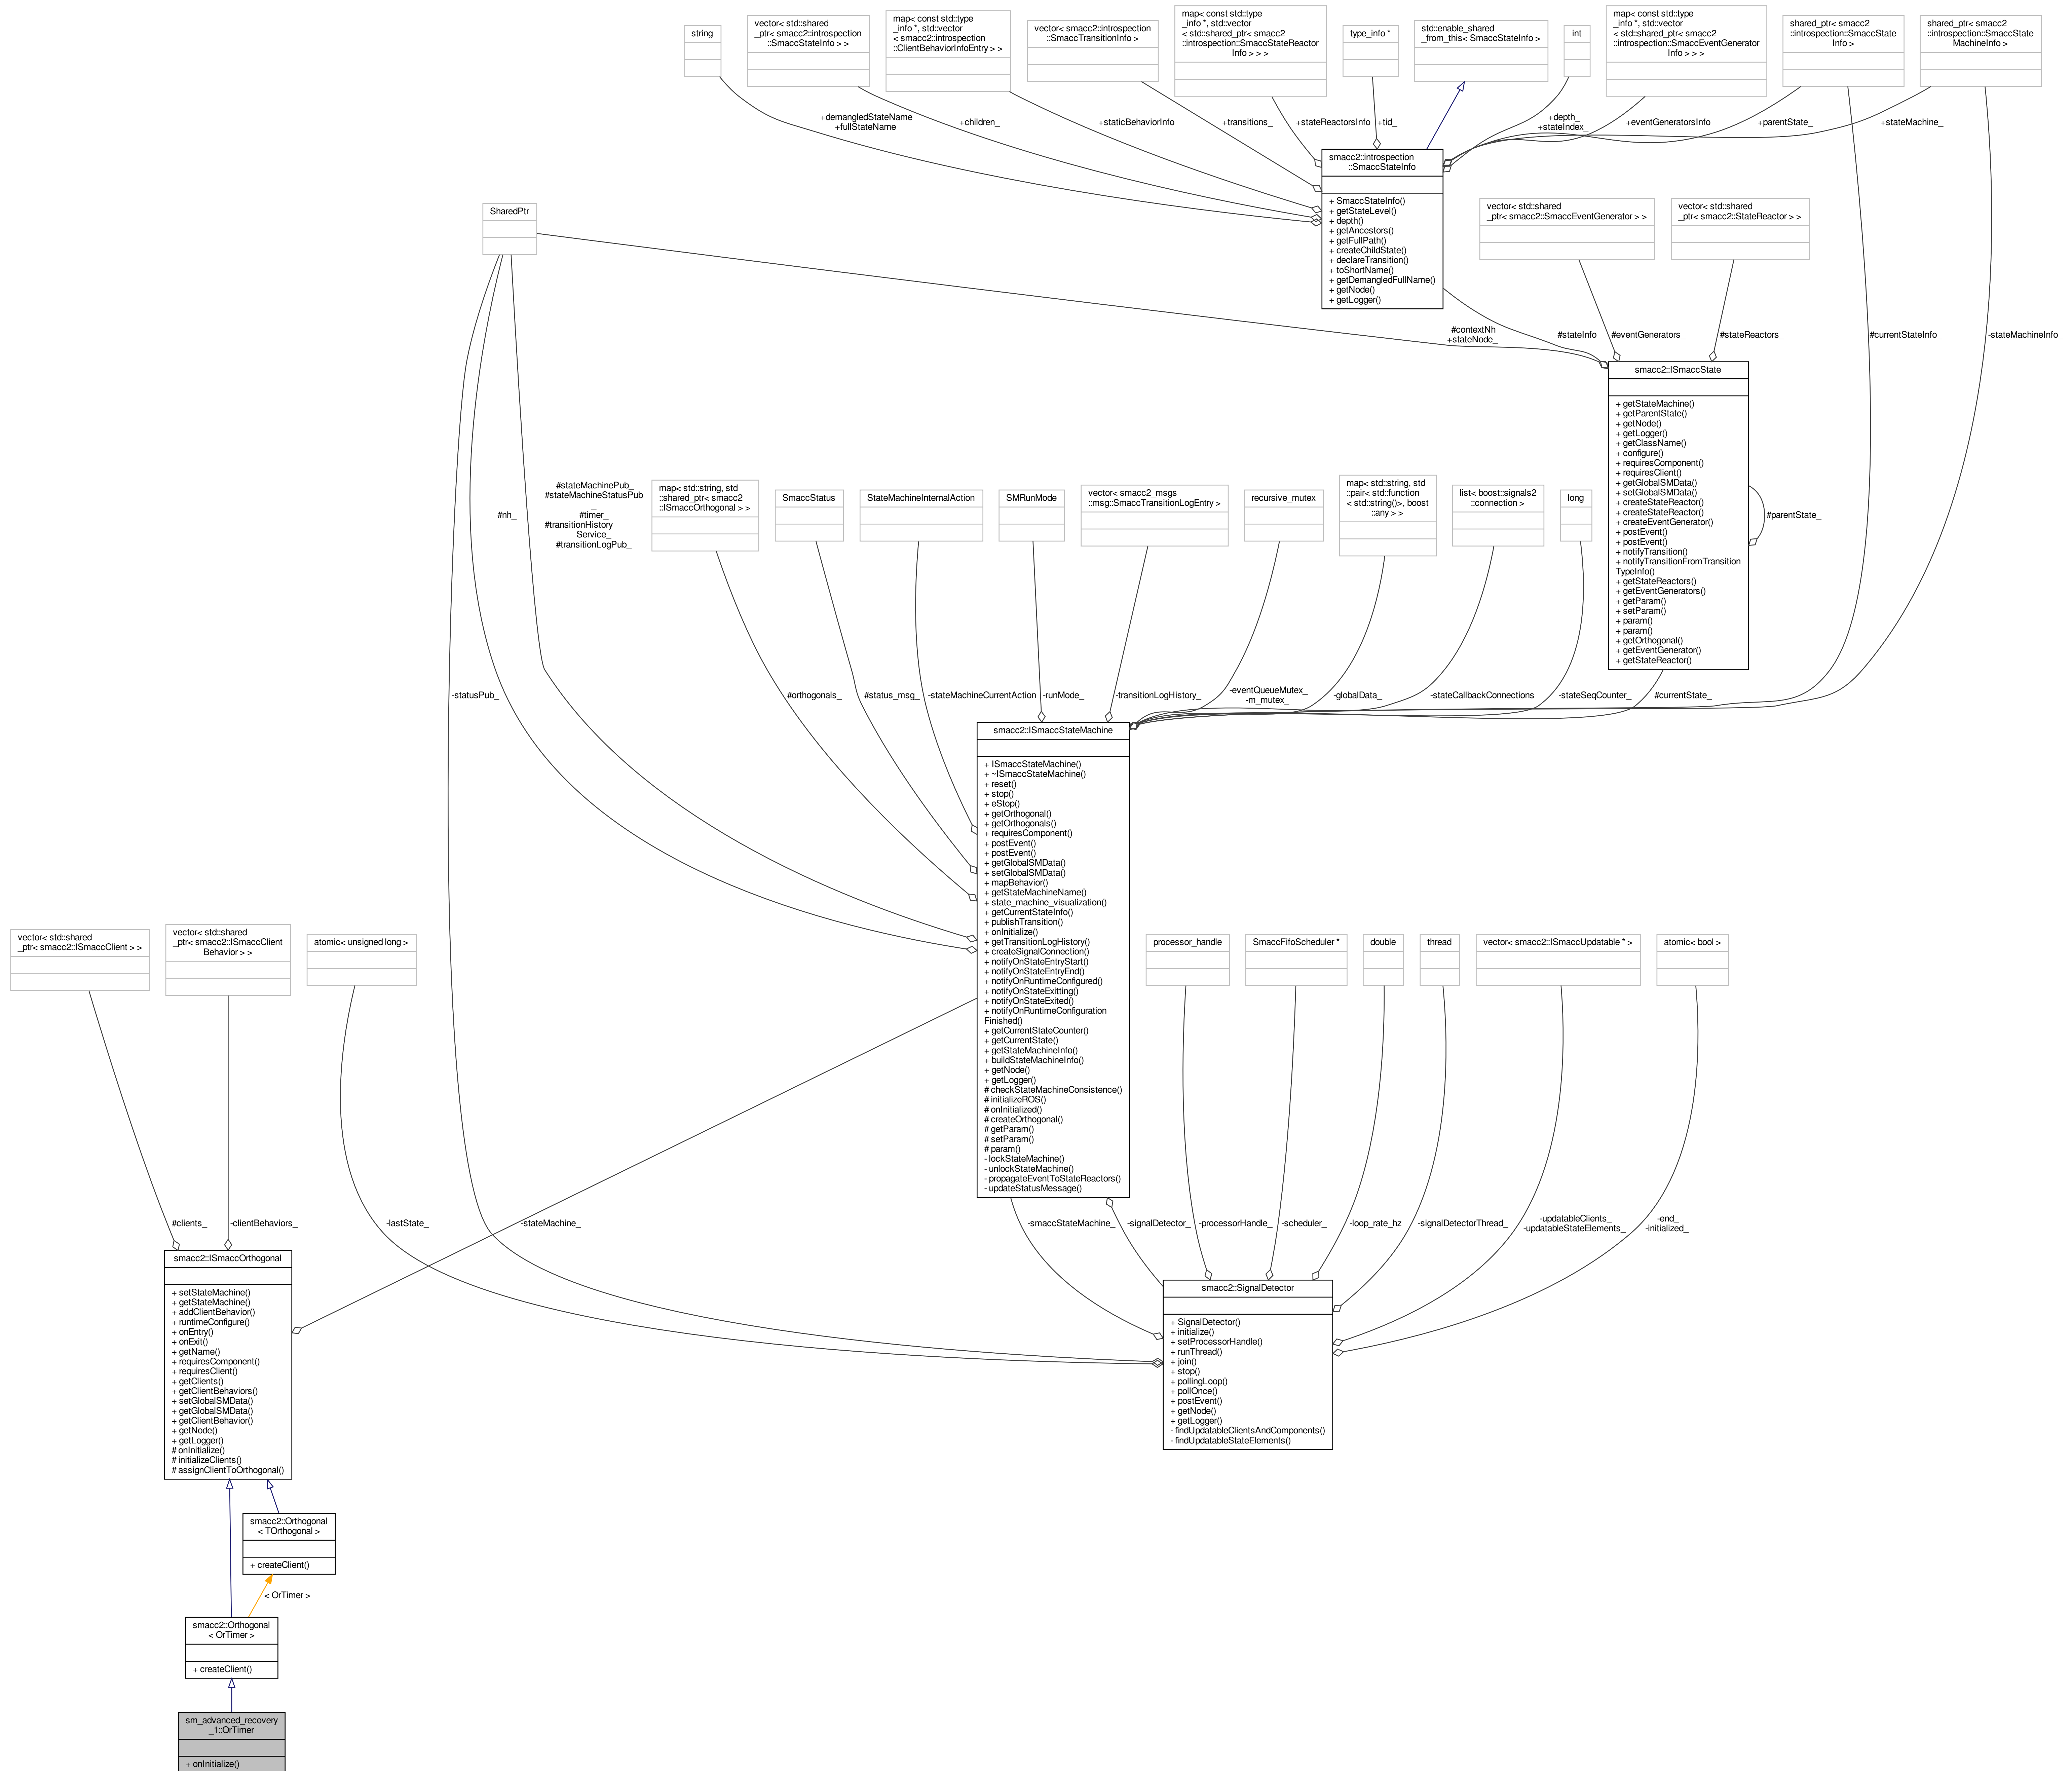 string
vector< std::shared
_ptr< smacc2::introspection
::SmaccStateInfo > >
map< const std::type
_info *, std::vector
< smacc2::introspection
::ClientBehaviorInfoEntry > >
vector< smacc2::introspection
::SmaccTransitionInfo >
map< const std::type
_info *, std::vector
< std::shared_ptr< smacc2
::introspection::SmaccStateReactor
Info > > >
type_info *
std::enable_shared
_from_this< SmaccStateInfo >
int
map< const std::type
_info *, std::vector
< std::shared_ptr< smacc2
::introspection::SmaccEventGenerator
Info > > >
shared_ptr< smacc2
::introspection::SmaccState
Info >
shared_ptr< smacc2
::introspection::SmaccState
MachineInfo >
+demangledStateName
+fullStateName
+children_
+staticBehaviorInfo
+transitions_
+stateReactorsInfo
+tid_
+depth_
+stateIndex_
+eventGeneratorsInfo
+parentState_
+stateMachine_
smacc2::introspection
::SmaccStateInfo
+ SmaccStateInfo()
+ getStateLevel()
+ depth()
+ getAncestors()
+ getFullPath()
+ createChildState()
+ declareTransition()
+ toShortName()
+ getDemangledFullName()
+ getNode()
+ getLogger()
SharedPtr
vector< std::shared
_ptr< smacc2::SmaccEventGenerator > >
vector< std::shared
_ptr< smacc2::StateReactor > >
#contextNh
+stateNode_
#stateInfo_
#eventGenerators_
#stateReactors_
#currentStateInfo_
-stateMachineInfo_
smacc2::ISmaccState
+ getStateMachine()
+ getParentState()
+ getNode()
+ getLogger()
+ getClassName()
+ configure()
+ requiresComponent()
+ requiresClient()
+ getGlobalSMData()
+ setGlobalSMData()
+ createStateReactor()
+ createStateReactor()
+ createEventGenerator()
+ postEvent()
+ postEvent()
+ notifyTransition()
+ notifyTransitionFromTransition
TypeInfo()
+ getStateReactors()
+ getEventGenerators()
+ getParam()
+ setParam()
+ param()
+ param()
+ getOrthogonal()
+ getEventGenerator()
+ getStateReactor()
#parentState_
#nh_
#stateMachinePub_
#stateMachineStatusPub
_
#timer_
#transitionHistory
Service_
#transitionLogPub_
map< std::string, std
::shared_ptr< smacc2
::ISmaccOrthogonal > >
SmaccStatus
StateMachineInternalAction
SMRunMode
vector< smacc2_msgs
::msg::SmaccTransitionLogEntry >
recursive_mutex
map< std::string, std
::pair< std::function
< std::string()>, boost
::any > >
list< boost::signals2
::connection >
long
-statusPub_
#orthogonals_
#status_msg_
-stateMachineCurrentAction
-runMode_
-transitionLogHistory_
-eventQueueMutex_
-m_mutex_
-globalData_
-stateCallbackConnections
-stateSeqCounter_
#currentState_
smacc2::ISmaccStateMachine
+ ISmaccStateMachine()
+ ~ISmaccStateMachine()
+ reset()
+ stop()
+ eStop()
+ getOrthogonal()
+ getOrthogonals()
+ requiresComponent()
+ postEvent()
+ postEvent()
+ getGlobalSMData()
+ setGlobalSMData()
+ mapBehavior()
+ getStateMachineName()
+ state_machine_visualization()
+ getCurrentStateInfo()
+ publishTransition()
+ onInitialize()
+ getTransitionLogHistory()
+ createSignalConnection()
+ notifyOnStateEntryStart()
+ notifyOnStateEntryEnd()
+ notifyOnRuntimeConfigured()
+ notifyOnStateExitting()
+ notifyOnStateExited()
+ notifyOnRuntimeConfiguration
Finished()
+ getCurrentStateCounter()
+ getCurrentState()
+ getStateMachineInfo()
+ buildStateMachineInfo()
+ getNode()
+ getLogger()
# checkStateMachineConsistence()
# initializeROS()
# onInitialized()
# createOrthogonal()
# getParam()
# setParam()
# param()
- lockStateMachine()
- unlockStateMachine()
- propagateEventToStateReactors()
- updateStatusMessage()
vector< std::shared
_ptr< smacc2::ISmaccClient > >
vector< std::shared
_ptr< smacc2::ISmaccClient
Behavior > >
atomic< unsigned long >
processor_handle
SmaccFifoScheduler *
double
thread
vector< smacc2::ISmaccUpdatable * >
atomic< bool >
#clients_
-clientBehaviors_
-lastState_
-stateMachine_
-smaccStateMachine_
-signalDetector_
-processorHandle_
-scheduler_
-loop_rate_hz
-signalDetectorThread_
-updatableClients_
-updatableStateElements_
-end_
-initialized_
smacc2::ISmaccOrthogonal
+ setStateMachine()
+ getStateMachine()
+ addClientBehavior()
+ runtimeConfigure()
+ onEntry()
+ onExit()
+ getName()
+ requiresComponent()
+ requiresClient()
+ getClients()
+ getClientBehaviors()
+ setGlobalSMData()
+ getGlobalSMData()
+ getClientBehavior()
+ getNode()
+ getLogger()
# onInitialize()
# initializeClients()
# assignClientToOrthogonal()
smacc2::SignalDetector
+ SignalDetector()
+ initialize()
+ setProcessorHandle()
+ runThread()
+ join()
+ stop()
+ pollingLoop()
+ pollOnce()
+ postEvent()
+ getNode()
+ getLogger()
- findUpdatableClientsAndComponents()
- findUpdatableStateElements()
smacc2::Orthogonal
< TOrthogonal >
+ createClient()
< OrTimer >
smacc2::Orthogonal
< OrTimer >
+ createClient()
sm_advanced_recovery
_1::OrTimer
+ onInitialize()